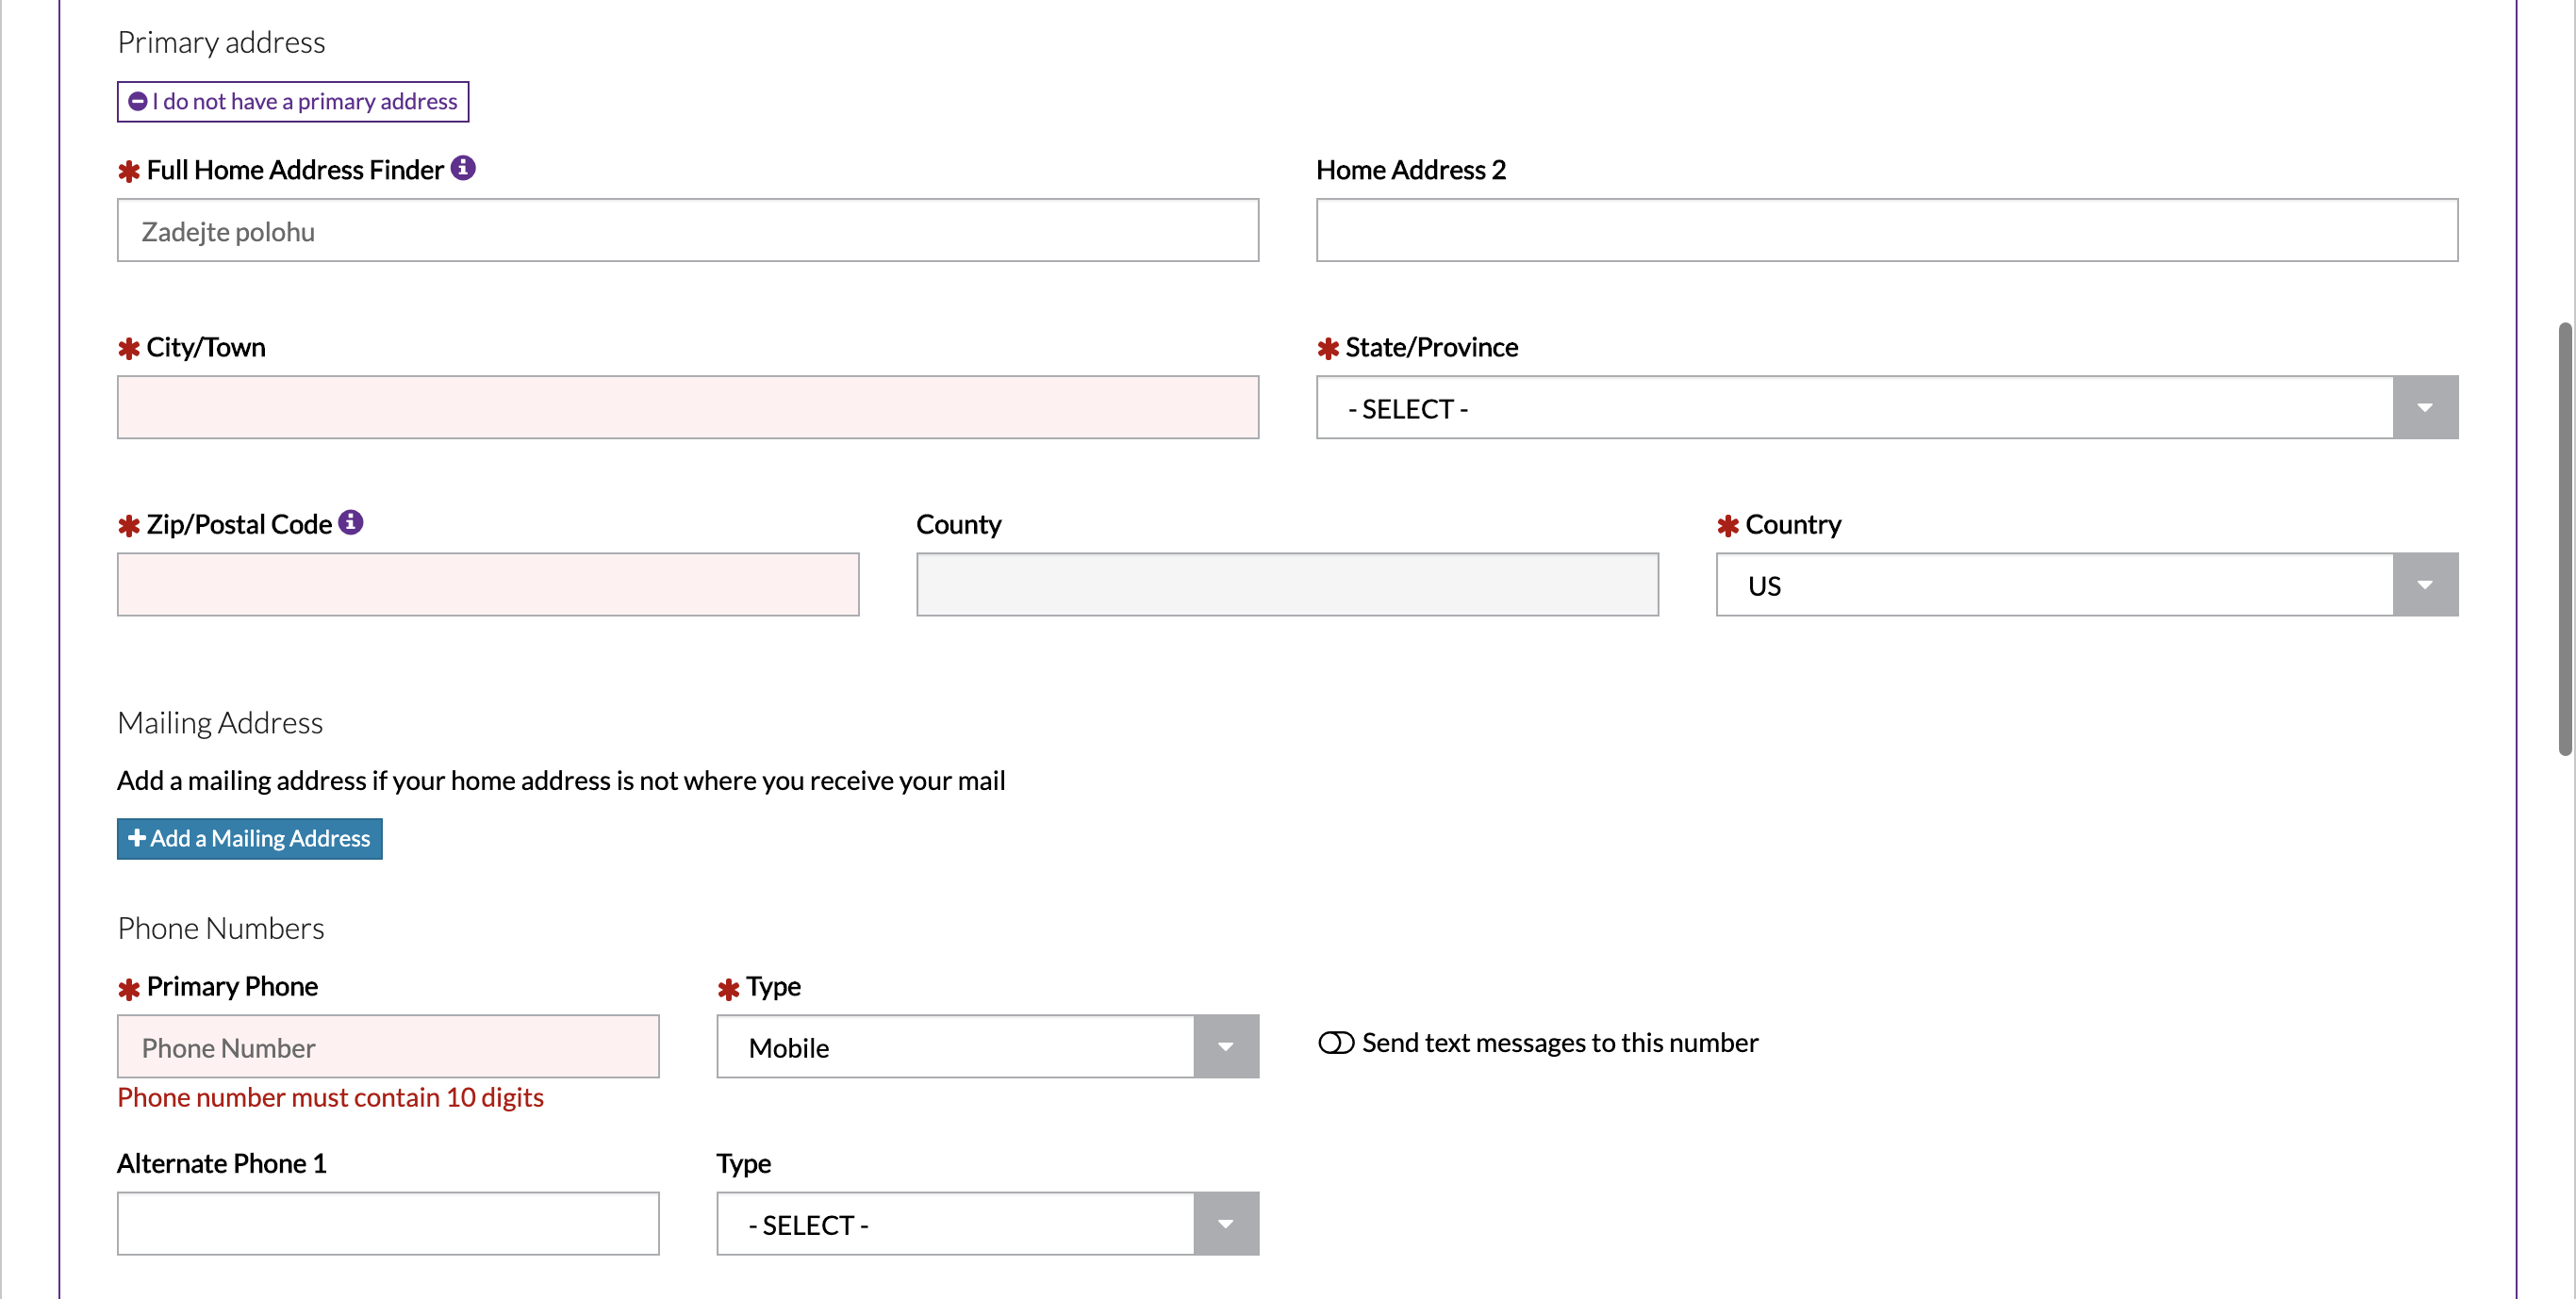 Primary address
I do not have a primary address
* Full Home Address Finder
Home Address 2
Zadejte polohu
* City/Town
* State/Province
- SELECT -
* Zip/Postal Code
County
* Country
US
Mailing Address
Add a mailing address if your home address is not where you receive your mail
+ Add a Mailing Address
Phone Numbers
* Primary Phone
* Type
Phone Number
Mobile
Send text messages to this number
Phone number must contain 10 digits
Alternate Phone 1
Type
- SELECT -